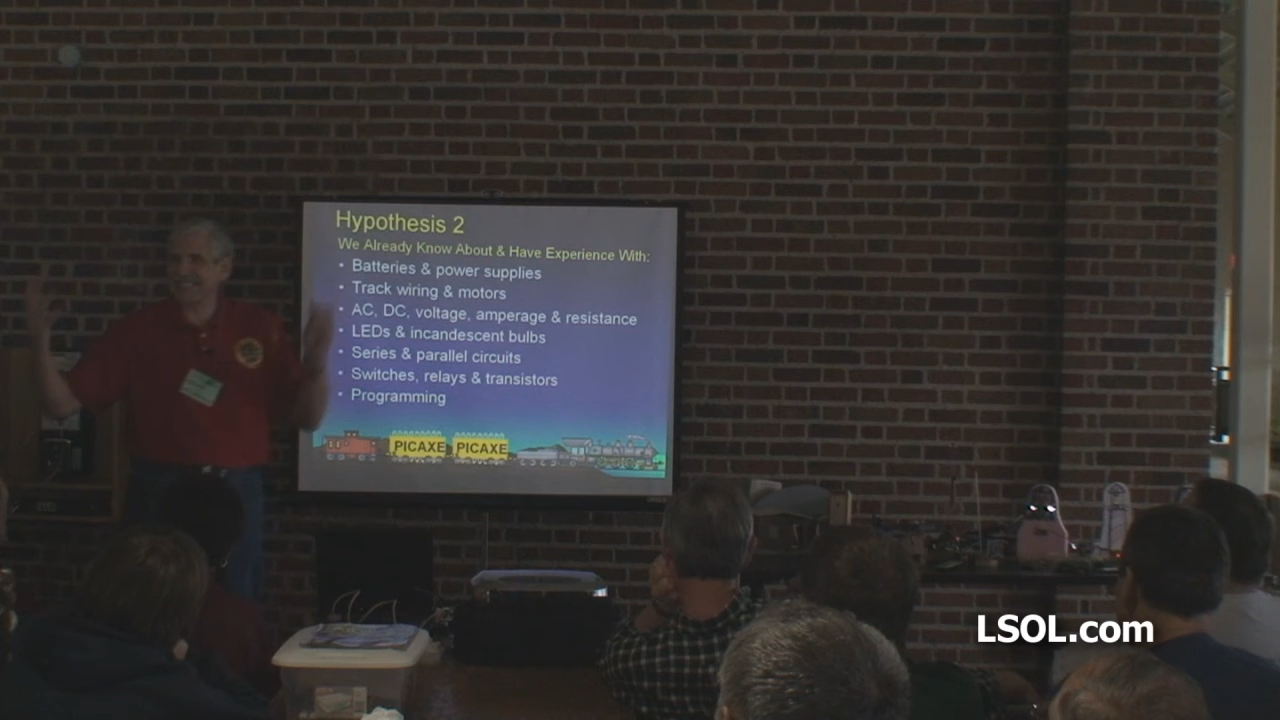 Hypothesis 2
We Already Know About & Have Experience With:
• Batteries & power supplies
• Track wiring & motors
• AC, DC, voltage, amperage & resistance
• LEDs & incandescent bulbs
• Series & parallel circuits
• Switches, relays & transistors
• Programming
PICAXE PICAXE
LSOL.com